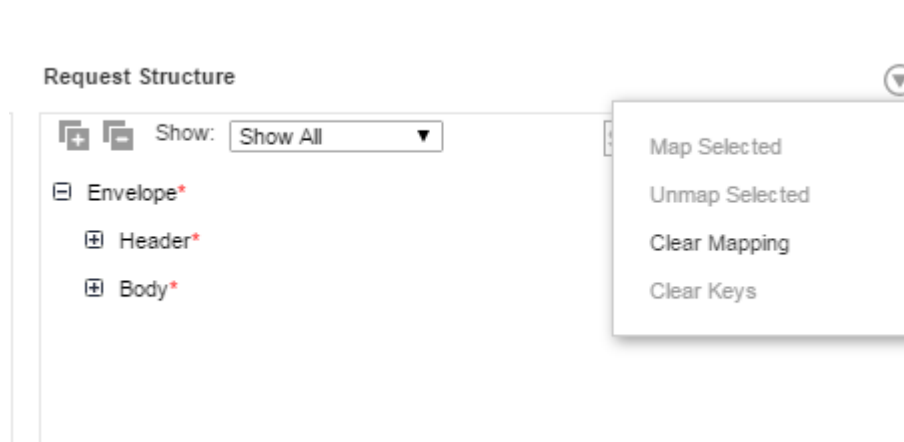 Request Structure
Show: Show All
Map Selected
Envelope*
Unmap Selected
Header*
Clear Mapping
Body*
Clear Keys